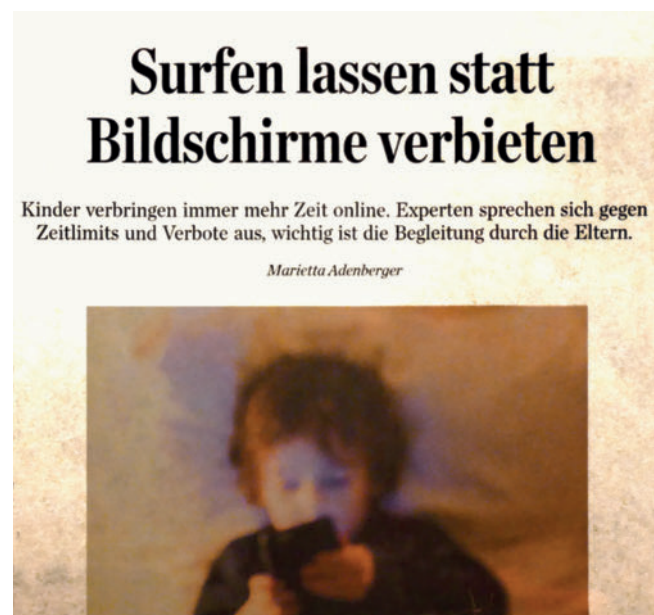 Surfen lassen statt
Bildschirme verbieten
Kinder verbringen immer mehr Zeit online. Experten sprechen sich gegen
Zeitlimits und Verbote aus, wichtig ist die Begleitung durch die Eltern.
Marietta Adenberger